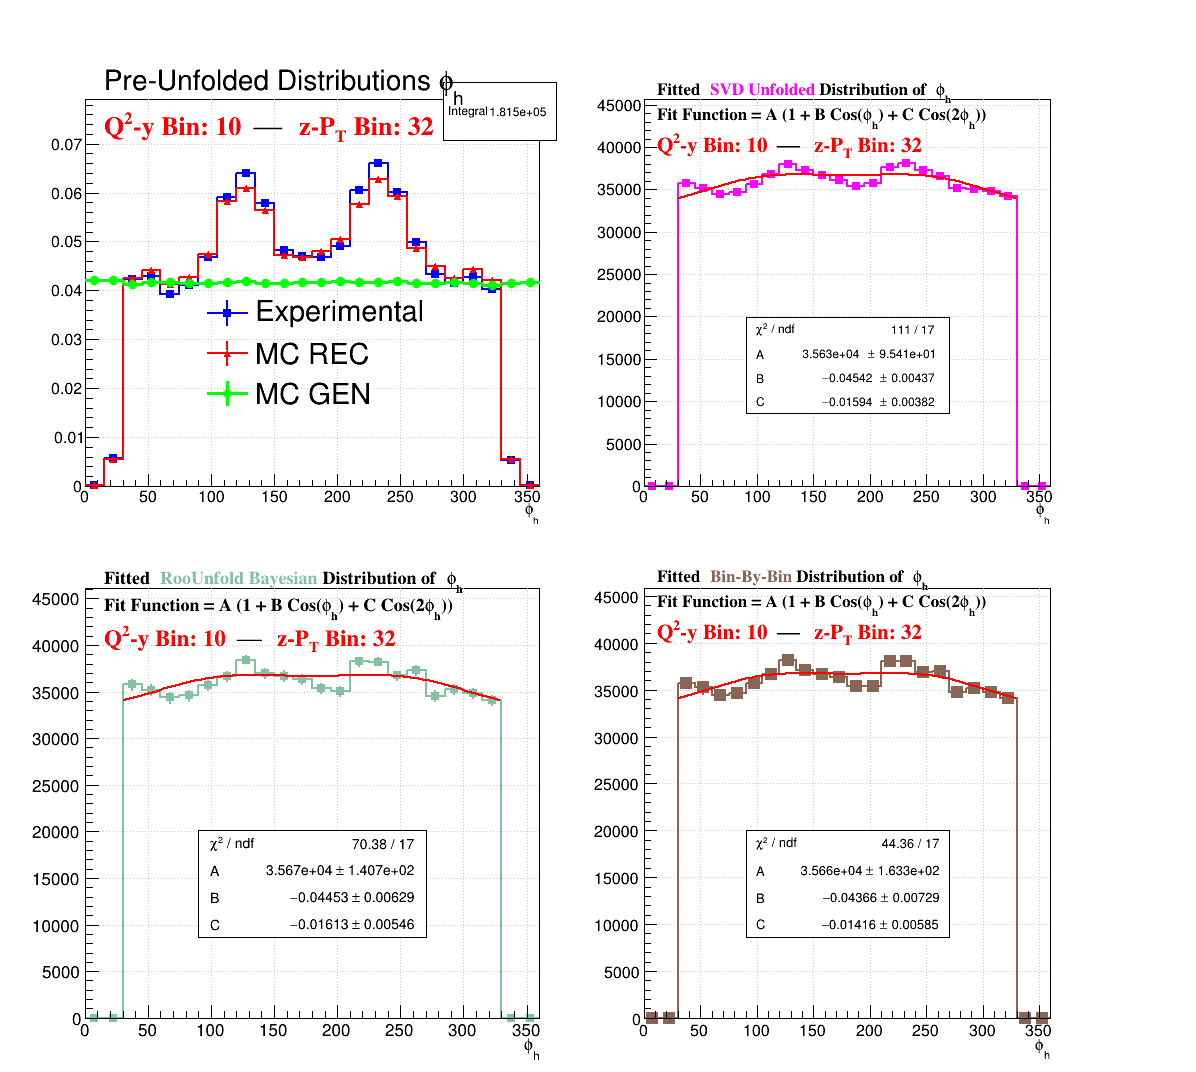 Pre-Unfolded Distributions ϕh
Integral 1.815e+05
Q²-y Bin: 10 — z-PT Bin: 32
0.07
0.06
0.05
0.04
0.03
0.02
0.01
0
Experimental
MC REC
MC GEN
0 50 100 150 200 250 300 350
ϕh
Fitted SVD Unfolded Distribution of ϕh
Fit Function = A (1 + B Cos(ϕh) + C Cos(2ϕh))
Q²-y Bin: 10 — z-PT Bin: 32
45000
40000
35000
30000
25000
20000
15000
10000
5000
0
χ² / ndf 111 / 17
A 3.563e+04 ± 9.541e+01
B −0.04542 ± 0.00437
C −0.01594 ± 0.00382
0 50 100 150 200 250 300 350
ϕh
Fitted RooUnfold Bayesian Distribution of ϕh
Fit Function = A (1 + B Cos(ϕh) + C Cos(2ϕh))
Q²-y Bin: 10 — z-PT Bin: 32
45000
40000
35000
30000
25000
20000
15000
10000
5000
0
χ² / ndf 70.38 / 17
A 3.567e+04 ± 1.407e+02
B −0.04453 ± 0.00629
C −0.01613 ± 0.00546
0 50 100 150 200 250 300 350
ϕh
Fitted Bin-By-Bin Distribution of ϕh
Fit Function = A (1 + B Cos(ϕh) + C Cos(2ϕh))
Q²-y Bin: 10 — z-PT Bin: 32
45000
40000
35000
30000
25000
20000
15000
10000
5000
0
χ² / ndf 44.36 / 17
A 3.566e+04 ± 1.633e+02
B −0.04366 ± 0.00729
C −0.01416 ± 0.00585
0 50 100 150 200 250 300 350
ϕh